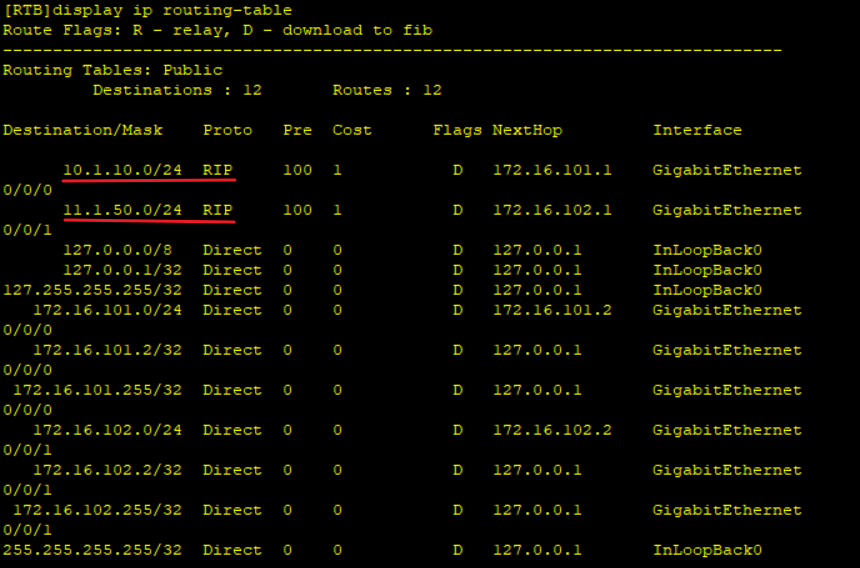 [RTB]display ip routing-table
Route Flags: R - relay, D - download to fib
------------------------------------------------------------------------------
Routing Tables: Public
         Destinations : 12       Routes : 12

Destination/Mask    Proto   Pre  Cost      Flags NextHop         Interface

      10.1.10.0/24  RIP     100  1           D   172.16.101.1    GigabitEthernet
0/0/0
      11.1.50.0/24  RIP     100  1           D   172.16.102.1    GigabitEthernet
0/0/1
      127.0.0.0/8   Direct  0    0           D   127.0.0.1       InLoopBack0
      127.0.0.1/32  Direct  0    0           D   127.0.0.1       InLoopBack0
127.255.255.255/32  Direct  0    0           D   127.0.0.1       InLoopBack0
   172.16.101.0/24  Direct  0    0           D   172.16.101.2    GigabitEthernet
0/0/0
   172.16.101.2/32  Direct  0    0           D   127.0.0.1       GigabitEthernet
0/0/0
 172.16.101.255/32  Direct  0    0           D   127.0.0.1       GigabitEthernet
0/0/0
   172.16.102.0/24  Direct  0    0           D   172.16.102.2    GigabitEthernet
0/0/1
   172.16.102.2/32  Direct  0    0           D   127.0.0.1       GigabitEthernet
0/0/1
 172.16.102.255/32  Direct  0    0           D   127.0.0.1       GigabitEthernet
0/0/1
255.255.255.255/32  Direct  0    0           D   127.0.0.1       InLoopBack0